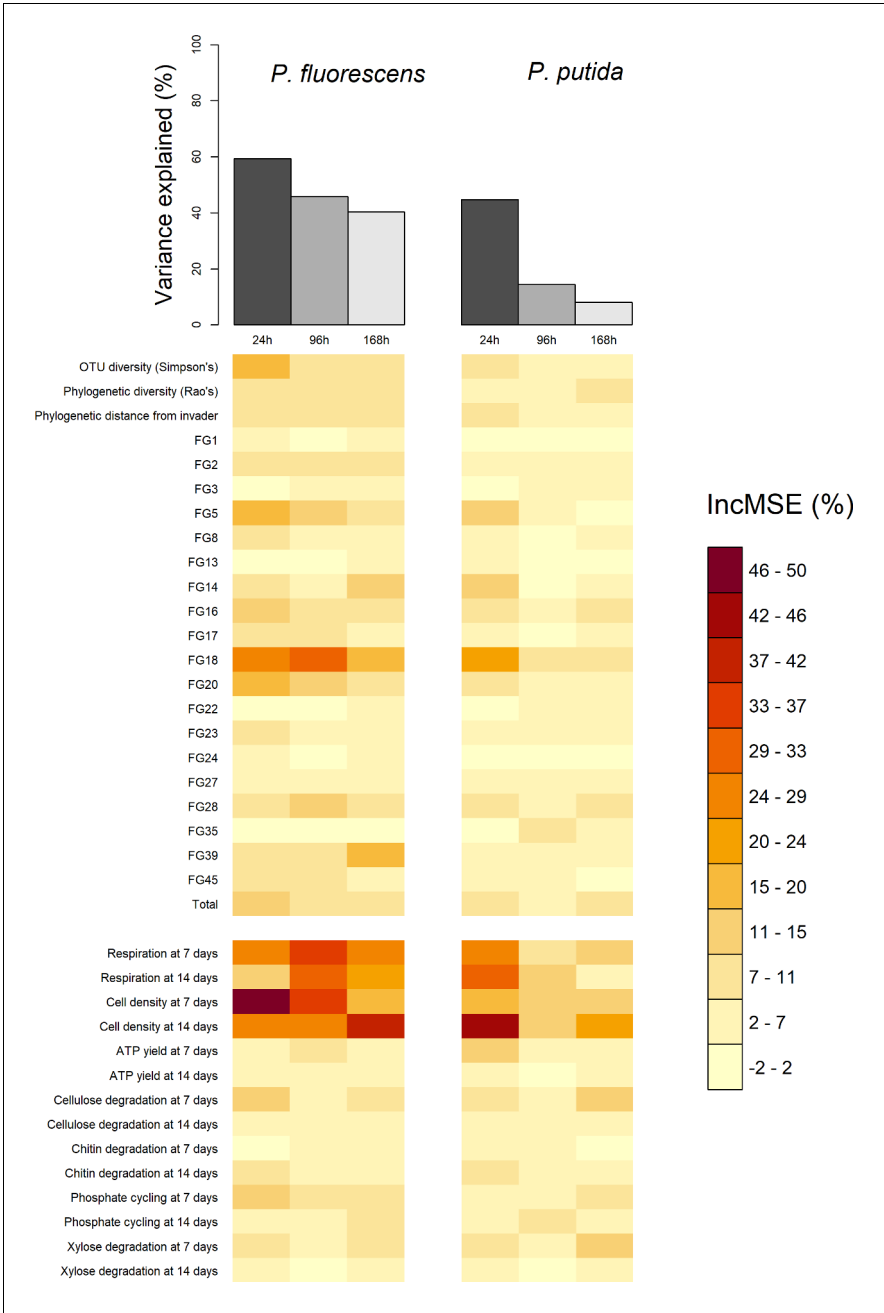 Variance explained (%)
100
80
60
40
20
0
P. fluorescens
P. putida
24h 96h 168h 24h 96h 168h
OTU diversity (Simpson's)
Phylogenetic diversity (Rao's)
Phylogenetic distance from invader
FG1
FG2
FG3
FG5
FG8
FG13
FG14
FG16
FG17
FG18
FG20
FG22
FG23
FG24
FG27
FG28
FG35
FG39
FG45
Total
Respiration at 7 days
Respiration at 14 days
Cell density at 7 days
Cell density at 14 days
ATP yield at 7 days
ATP yield at 14 days
Cellulose degradation at 7 days
Cellulose degradation at 14 days
Chitin degradation at 7 days
Chitin degradation at 14 days
Phosphate cycling at 7 days
Phosphate cycling at 14 days
Xylose degradation at 7 days
Xylose degradation at 14 days
IncMSE (%)
46 - 50
42 - 46
37 - 42
33 - 37
29 - 33
24 - 29
20 - 24
15 - 20
11 - 15
7 - 11
2 - 7
-2 - 2